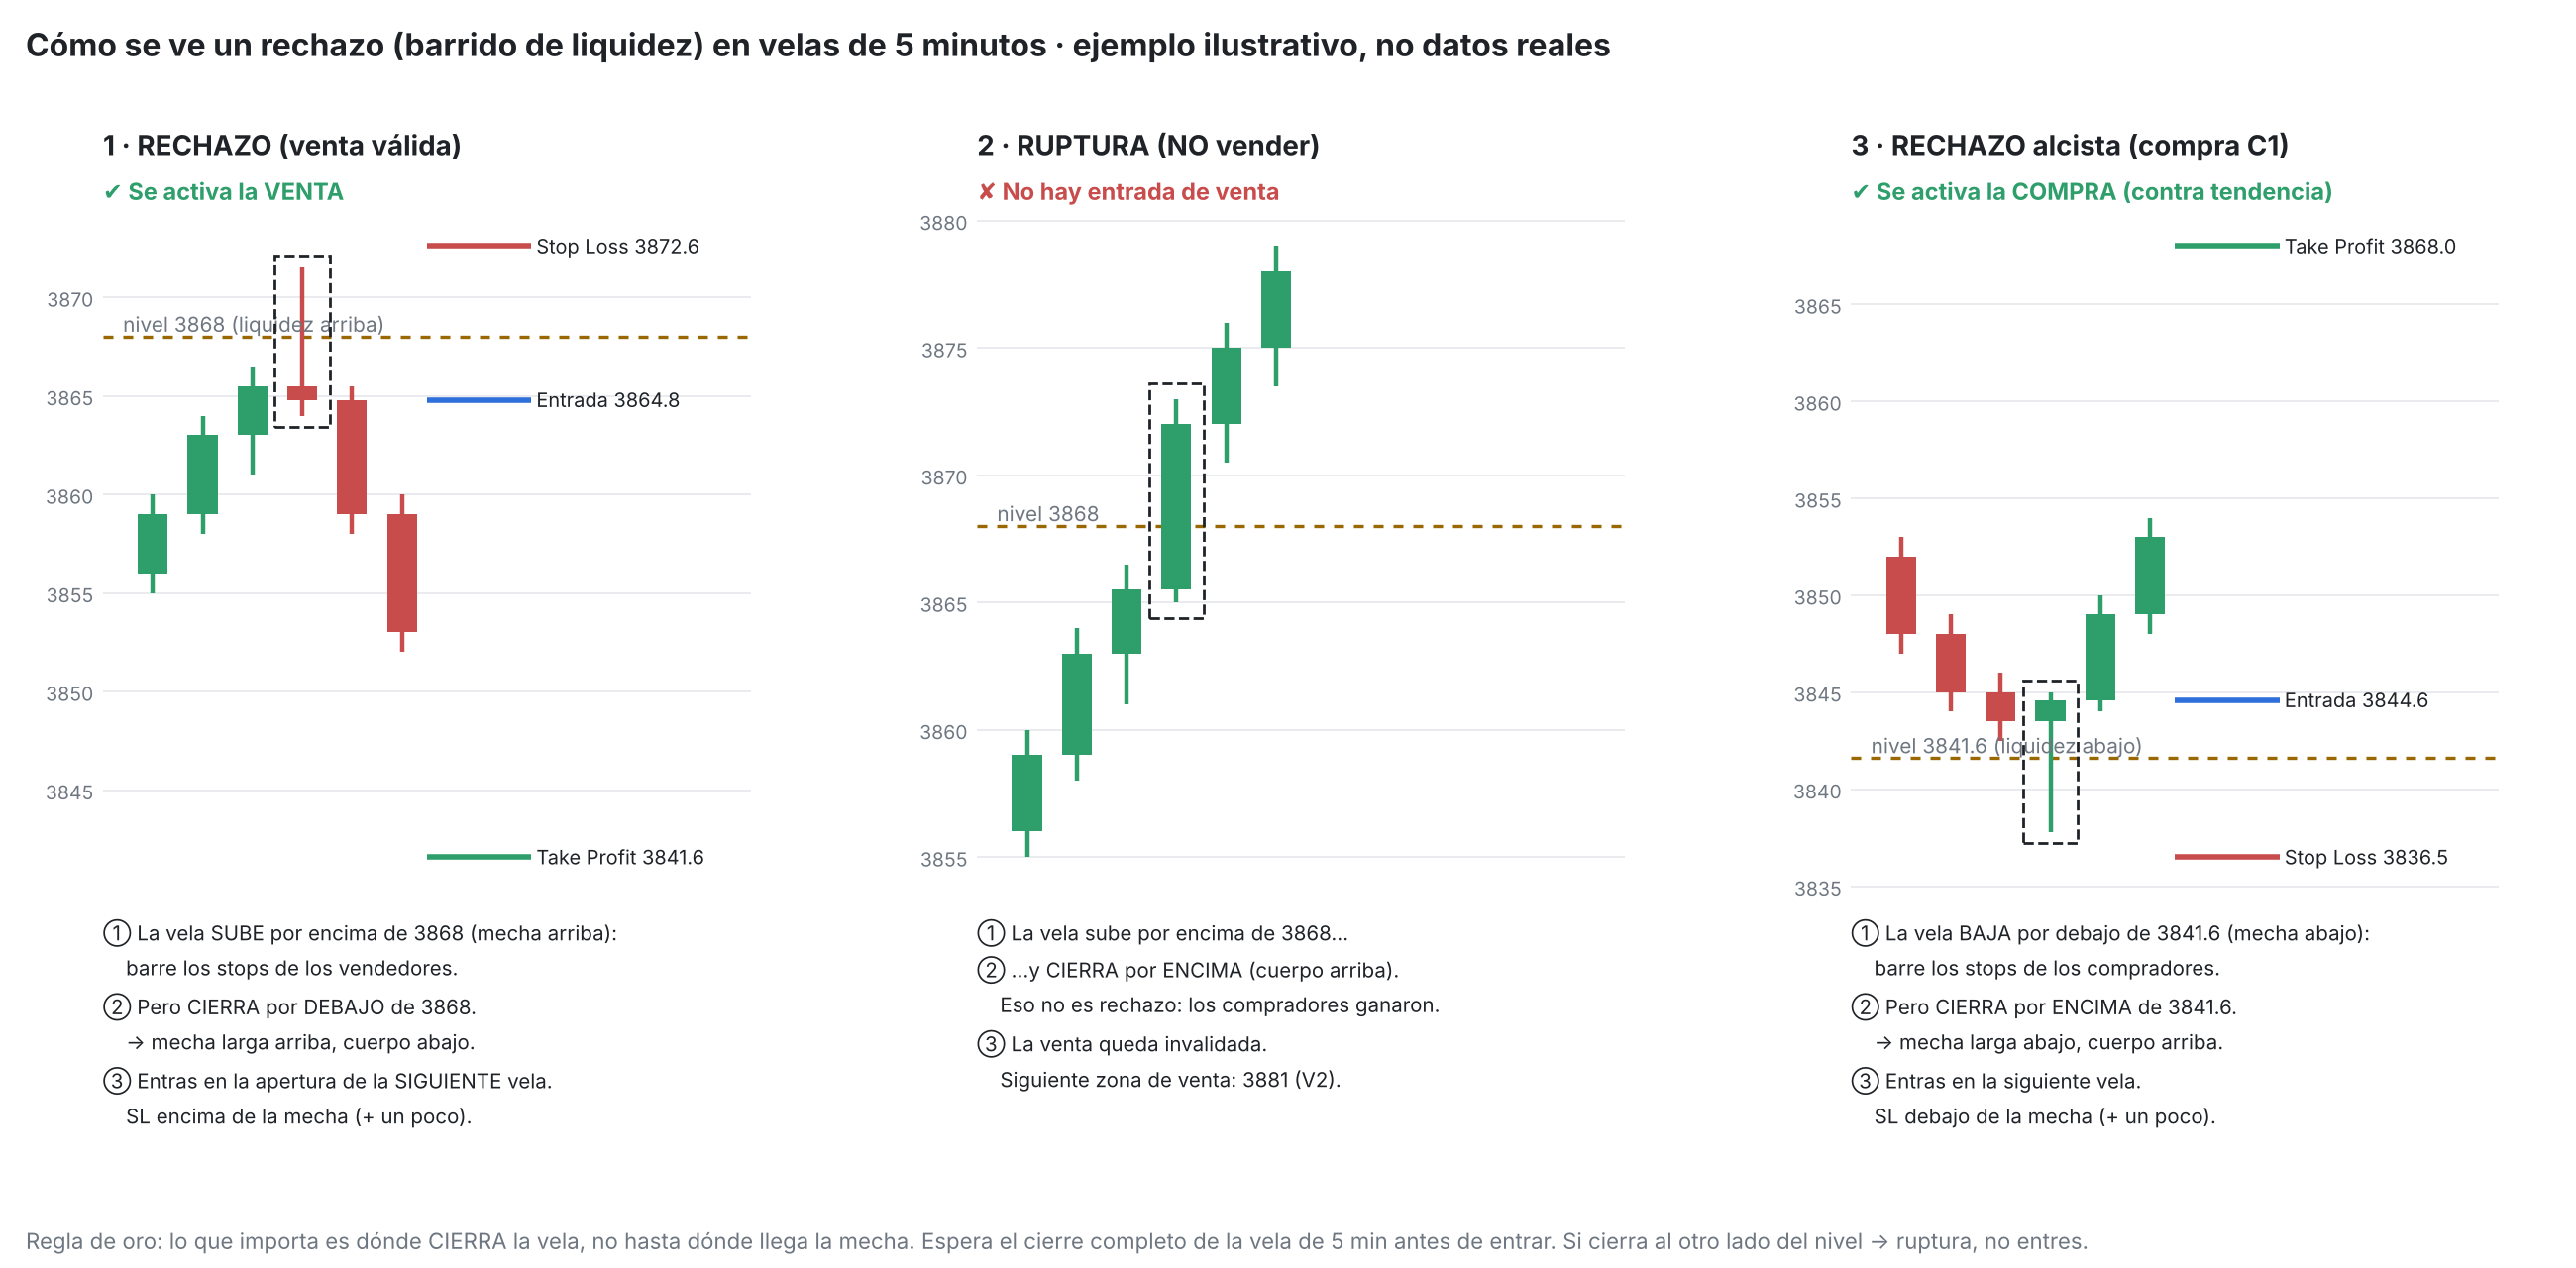 Cómo se ve un rechazo (barrido de liquidez) en velas de 5 minutos · ejemplo ilustrativo, no datos reales
1 · RECHAZO (venta válida)
✔ Se activa la VENTA
Stop Loss 3872.6
3870
nivel 3868 (liquidez arriba)
3865
Entrada 3864.8
3860
3855
3850
3845
Take Profit 3841.6
① La vela SUBE por encima de 3868 (mecha arriba):
barre los stops de los vendedores.
② Pero CIERRA por DEBAJO de 3868.
→ mecha larga arriba, cuerpo abajo.
③ Entras en la apertura de la SIGUIENTE vela.
SL encima de la mecha (+ un poco).
2 · RUPTURA (NO vender)
✘ No hay entrada de venta
3880
3875
3870
nivel 3868
3865
3860
3855
① La vela sube por encima de 3868...
② ...y CIERRA por ENCIMA (cuerpo arriba).
Eso no es rechazo: los compradores ganaron.
③ La venta queda invalidada.
Siguiente zona de venta: 3881 (V2).
3 · RECHAZO alcista (compra C1)
✔ Se activa la COMPRA (contra tendencia)
Take Profit 3868.0
3865
3860
3855
3850
3845
Entrada 3844.6
nivel 3841.6 (liquidez abajo)
3840
Stop Loss 3836.5
3835
① La vela BAJA por debajo de 3841.6 (mecha abajo):
barre los stops de los compradores.
② Pero CIERRA por ENCIMA de 3841.6.
→ mecha larga abajo, cuerpo arriba.
③ Entras en la siguiente vela.
SL debajo de la mecha (+ un poco).
Regla de oro: lo que importa es dónde CIERRA la vela, no hasta dónde llega la mecha. Espera el cierre completo de la vela de 5 min antes de entrar. Si cierra al otro lado del nivel → ruptura, no entres.